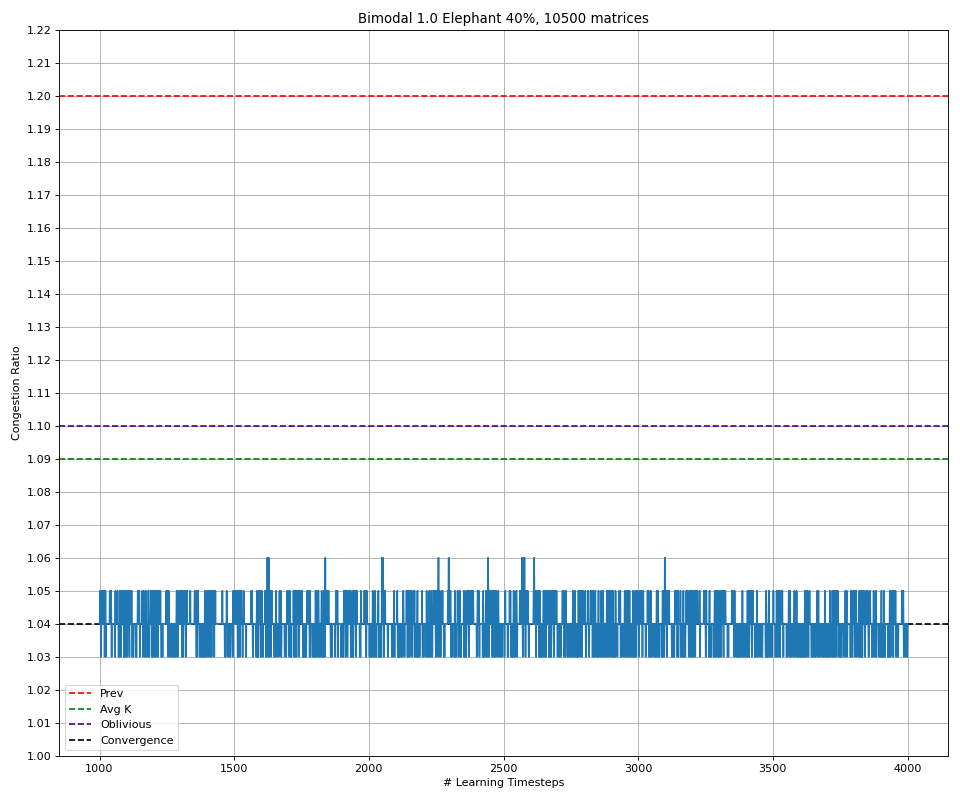 Bimodal 1.0 Elephant 40%, 10500 matrices
1.22
1.21
1.20
1.19
1.18
1.17
1.16
1.15
1.14
1.13
1.12
1.11
1.10
1.09
1.08
1.07
1.06
1.05
1.04
1.03
1.02
1.01
1.00
Congestion Ratio
Prev
Avg K
Oblivious
Convergence
1000 1500 2000 2500 3000 3500 4000
# Learning Timesteps